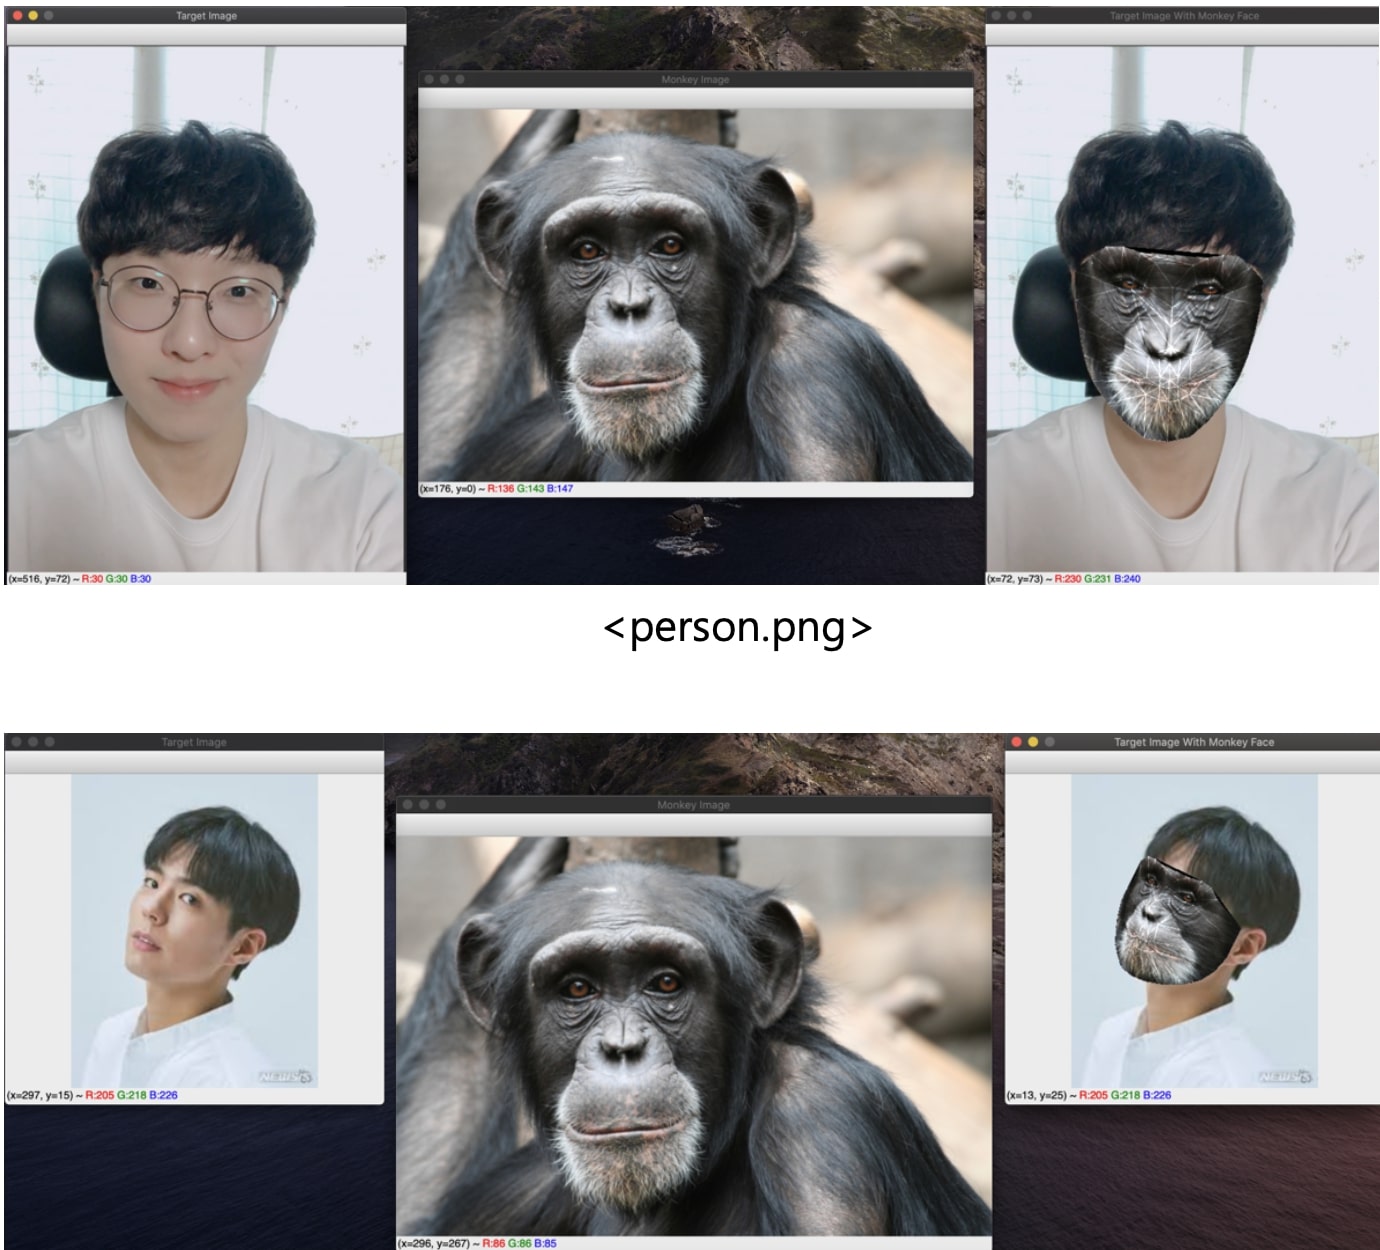 Target Image
Monkey Image
Target Image With Monkey Face
(x=176, y=0) ~ R:136 G:143 B:147
(x=516, y=72) ~ R:30 G:30 B:30
(x=72, y=73) ~ R:230 G:231 B:240
<person.png>
Target Image
Monkey Image
Target Image With Monkey Face
NEWSIS
NEWSIS
(x=297, y=15) ~ R:205 G:218 B:226
(x=13, y=25) ~ R:205 G:218 B:226
(x=296, y=267) ~ R:86 G:86 B:85